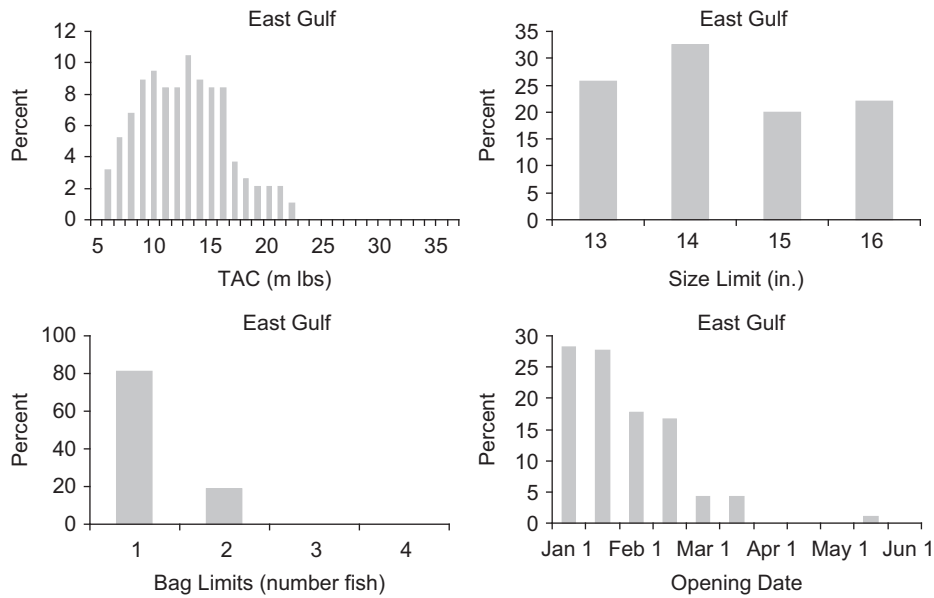 East Gulf
12
10
8
6
4
2
0
Percent
5 10 15 20 25 30 35
TAC (m lbs)
East Gulf
35
30
25
20
15
10
5
0
Percent
13 14 15 16
Size Limit (in.)
East Gulf
100
80
60
40
20
0
Percent
1 2 3 4
Bag Limits (number fish)
East Gulf
30
25
20
15
10
5
0
Percent
Jan 1 Feb 1 Mar 1 Apr 1 May 1 Jun 1
Opening Date